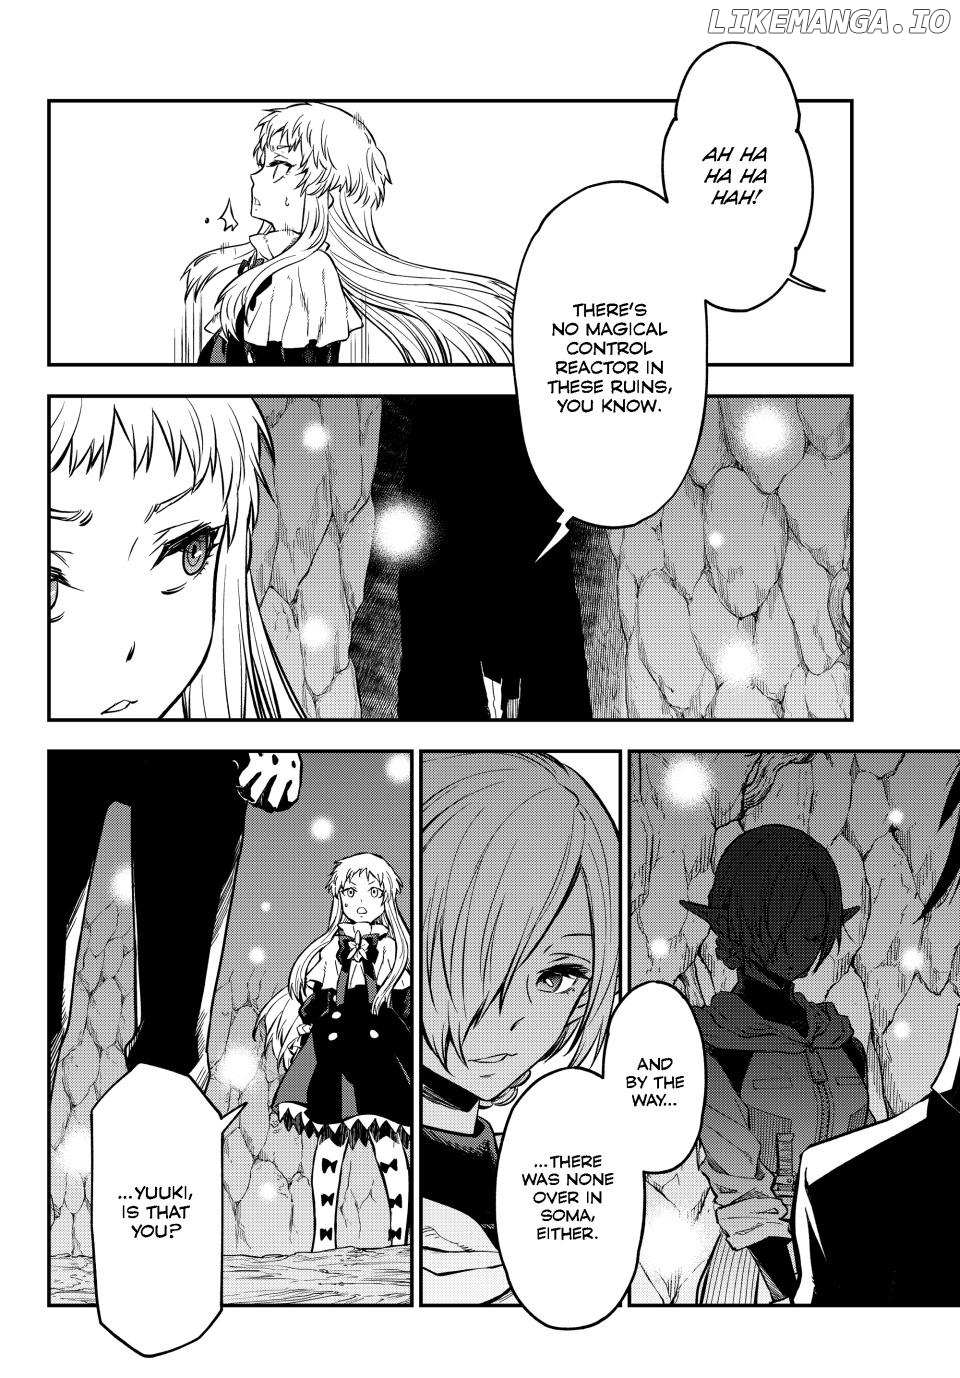 LIKEMANGA.IO
AH HA
HA HA
HAH!
THERE'S
NO MAGICAL
CONTROL
REACTOR IN
THESE RUINS,
YOU KNOW.
AND
BY THE
WAY...
...THERE
WAS NONE
OVER IN
SOMA,
EITHER.
...YUUKI,
IS THAT
YOU?